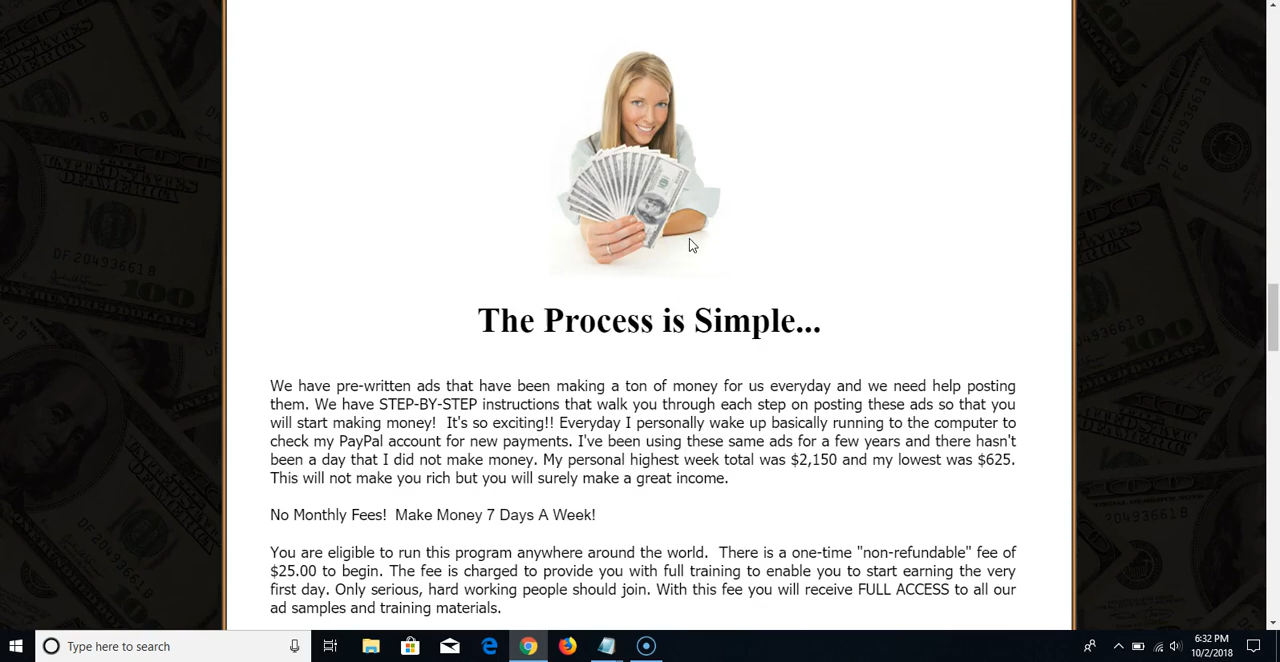 The Process is Simple...
We have pre-written ads that have been making a ton of money for us everyday and we need help posting
them. We have STEP-BY-STEP instructions that walk you through each step on posting these ads so that you
will start making money!  It's so exciting!! Everyday I personally wake up basically running to the computer to
check my PayPal account for new payments. I've been using these same ads for a few years and there hasn't
been a day that I did not make money. My personal highest week total was $2,150 and my lowest was $625.
This will not make you rich but you will surely make a great income.
No Monthly Fees!  Make Money 7 Days A Week!
You are eligible to run this program anywhere around the world.  There is a one-time "non-refundable" fee of
$25.00 to begin. The fee is charged to provide you with full training to enable you to start earning the very
first day. Only serious, hard working people should join. With this fee you will receive FULL ACCESS to all our
ad samples and training materials.
Type here to search
6:32 PM
10/2/2018